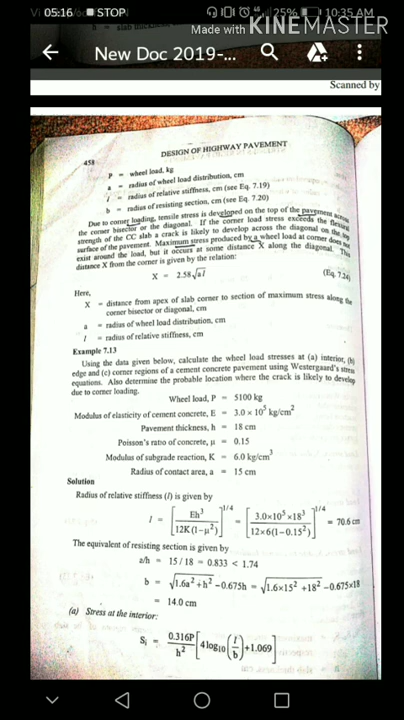 05:16 STOP 25% 10:35 AM
Made with KINEMASTER
h = slab thickness
New Doc 2019-...
Scanned by
458
DESIGN OF HIGHWAY PAVEMENT
P = wheel load, kg
a = radius of wheel load distribution, cm
l = radius of relative stiffness, cm (see Eq. 7.19)
b = radius of resisting section, cm (see Eq. 7.20)
Due to corner loading, tensile stress is developed on the top of the pavement across
the corner bisector or the diagonal. If the corner load stress exceeds the flexural
strength of the CC slab a crack is likely to develop across the diagonal on the top
surface of the pavement. Maximum stress produced by a wheel load at corner does not
exist around the load, but it occurs at some distance X along the diagonal. This
distance X from the corner is given by the relation:
X = 2.58√al (Eq. 7.24)
Here,
X = distance from apex of slab corner to section of maximum stress along the
corner bisector or diagonal, cm
a = radius of wheel load distribution, cm
l = radius of relative stiffness, cm
Example 7.13
Using the data given below, calculate the wheel load stresses at (a) interior, (b)
edge and (c) corner regions of a cement concrete pavement using Westergaard's stress
equations. Also determine the probable location where the crack is likely to develop
due to corner loading.
Wheel load, P = 5100 kg
Modulus of elasticity of cement concrete, E = 3.0 × 10⁵ kg/cm²
Pavement thickness, h = 18 cm
Poisson's ratio of concrete, μ = 0.15
Modulus of subgrade reaction, K = 6.0 kg/cm³
Radius of contact area, a = 15 cm
Solution
Radius of relative stiffness (l) is given by
l = [Eh³ / 12K(1−μ²)]^1/4 = [3.0×10⁵×18³ / 12×6(1−0.15²)]^1/4 = 70.6 cm
The equivalent of resisting section is given by
a/h = 15/18 = 0.833 < 1.74
b = √1.6a²+h² −0.675h = √1.6×15² +18² −0.675x18
= 14.0 cm
(a) Stress at the interior:
Sᵢ = 0.316P / h² [4log₁₀(l/b)+1.069]